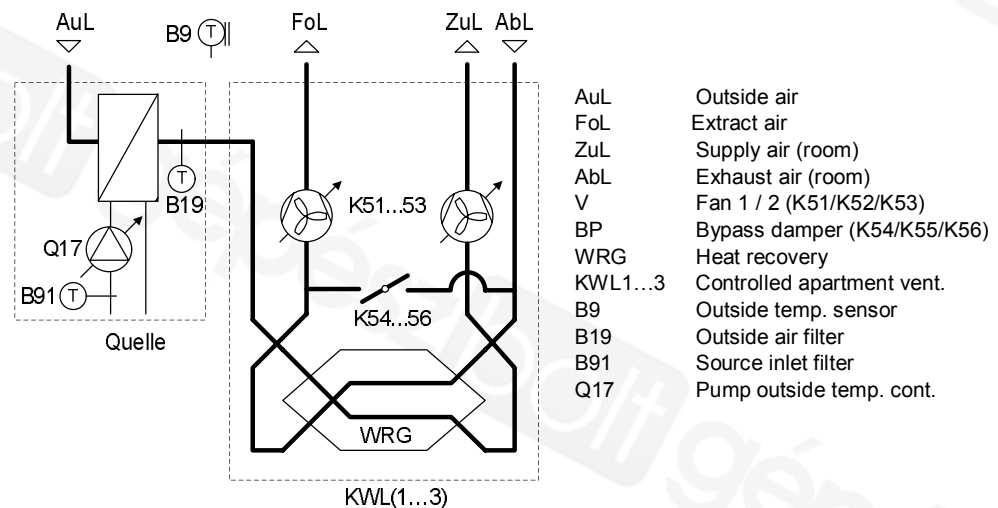 AuL
B9 T
FoL
ZuL AbL
T
B19
K51...53
Q17
B91 T
K54...56
Quelle
WRG
KWL(1...3)
AuL Outside air
FoL Extract air
ZuL Supply air (room)
AbL Exhaust air (room)
V Fan 1 / 2 (K51/K52/K53)
BP Bypass damper (K54/K55/K56)
WRG Heat recovery
KWL1...3 Controlled apartment vent.
B9 Outside temp. sensor
B19 Outside air filter
B91 Source inlet filter
Q17 Pump outside temp. cont.